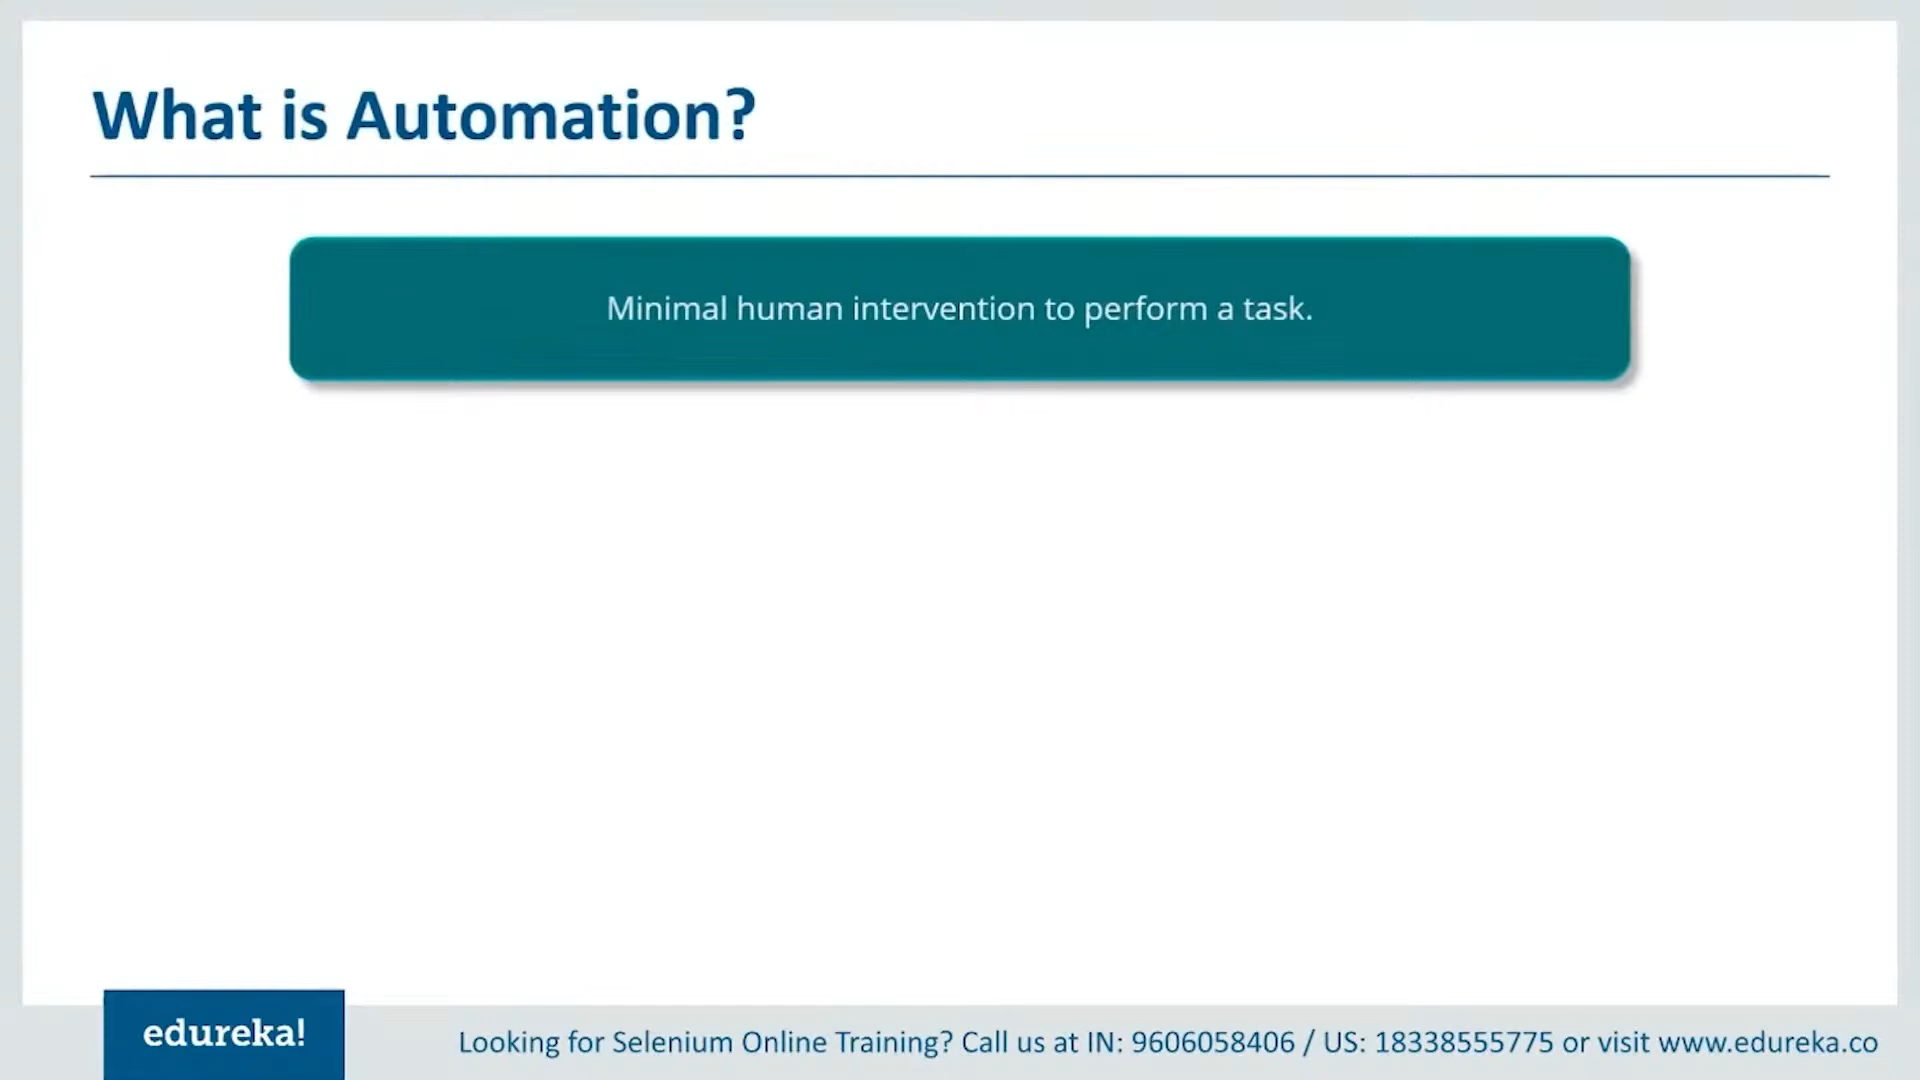 What is Automation?
Minimal human intervention to perform a task.
edureka!
Looking for Selenium Online Training? Call us at IN: 9606058406 / US: 18338555775 or visit www.edureka.co